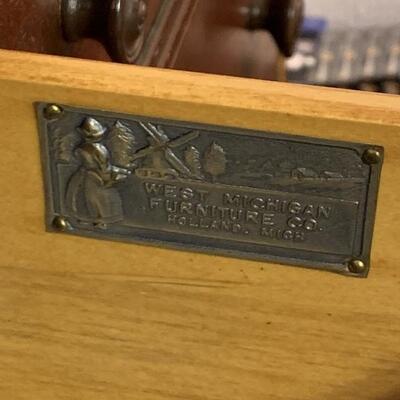 WEST MICHIGAN
FURNITURE CO.
HOLLAND, MICH